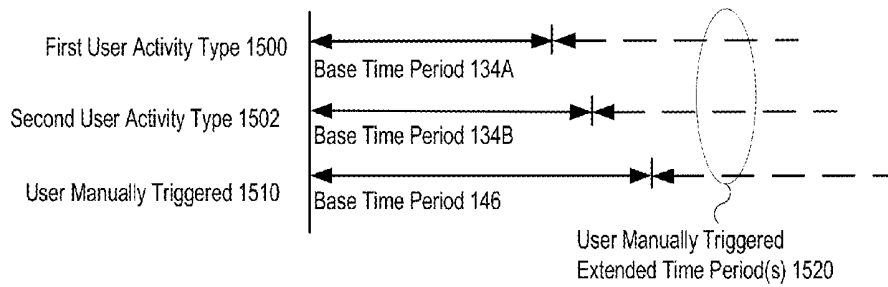 First User Activity Type 1500
Base Time Period 134A
Second User Activity Type 1502
Base Time Period 134B
User Manually Triggered 1510
Base Time Period 146
User Manually Triggered
Extended Time Period(s) 1520